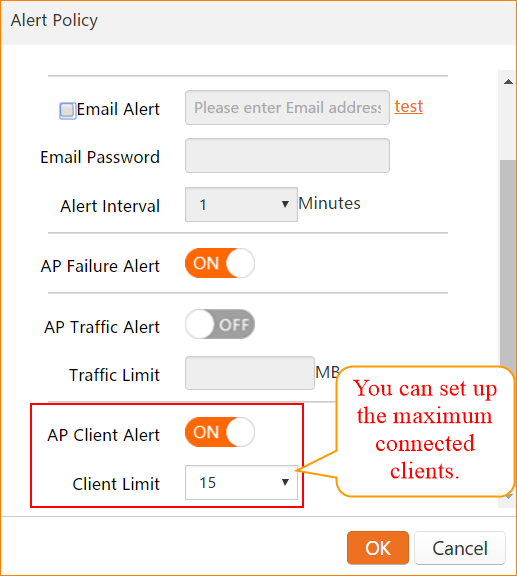 Alert Policy
Email Alert Please enter Email address test
Email Password
Alert Interval 1 Minutes
AP Failure Alert ON
AP Traffic Alert OFF
Traffic Limit MB
AP Client Alert ON
Client Limit 15
You can set up
the maximum
connected
clients.
OK Cancel